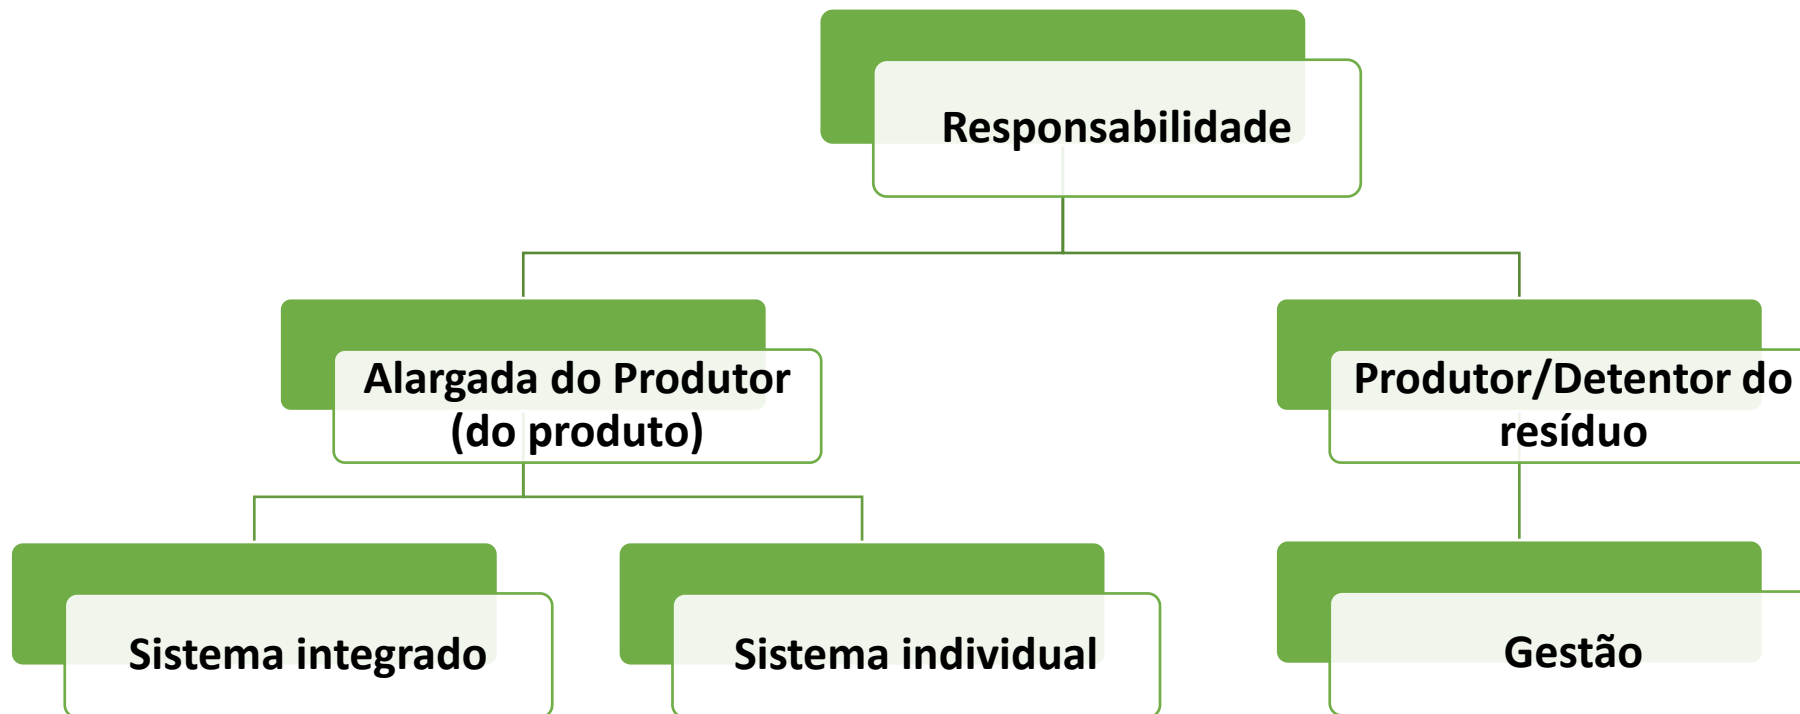 Responsabilidade
Alargada do Produtor
(do produto)
Produtor/Detentor do
resíduo
Sistema integrado
Sistema individual
Gestão